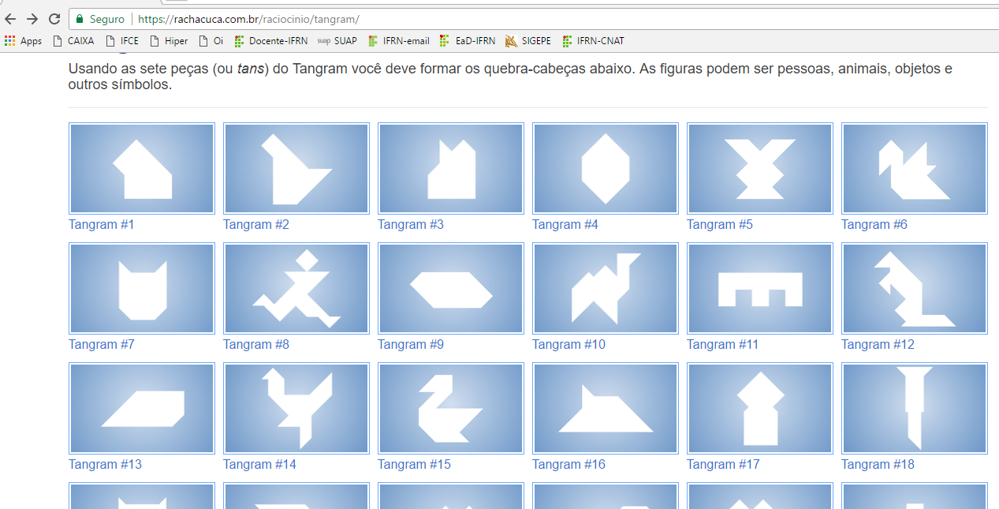 Seguro https://rachacuca.com.br/raciocinio/tangram/
Apps CAIXA IFCE Hiper Oi Docente-IFRN suap SUAP IFRN-email EaD-IFRN SIGEPE IFRN-CNAT
Usando as sete peças (ou tans) do Tangram você deve formar os quebra-cabeças abaixo. As figuras podem ser pessoas, animais, objetos e
outros símbolos.
Tangram #1 Tangram #2 Tangram #3 Tangram #4 Tangram #5 Tangram #6
Tangram #7 Tangram #8 Tangram #9 Tangram #10 Tangram #11 Tangram #12
Tangram #13 Tangram #14 Tangram #15 Tangram #16 Tangram #17 Tangram #18